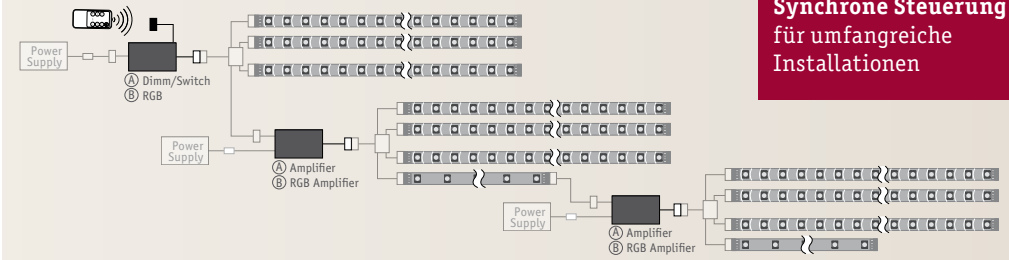 Synchrone Steuerung
für umfangreiche
Installationen
Power
Supply
Ⓐ Dimm/Switch
Ⓑ RGB
Power
Supply
Ⓐ Amplifier
Ⓑ RGB Amplifier
Power
Supply
Ⓐ Amplifier
Ⓑ RGB Amplifier